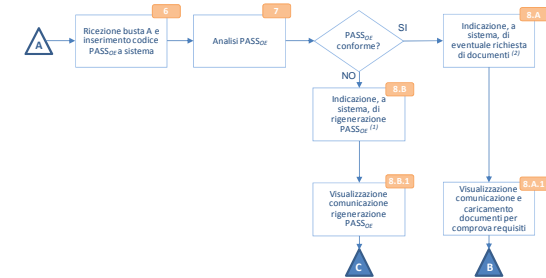 6
7
8.A
A
Ricezione busta A e
inserimento codice
PASSOE a sistema
Analisi PASSOE
PASSOE
conforme?
SI
Indicazione, a
sistema, di
eventuale richiesta
di documenti (2)
NO
8.B
Indicazione, a
sistema, di
rigenerazione
PASSOE (1)
8.B.1
8.A.1
Visualizzazione
comunicazione
rigenerazione
PASSOE
Visualizzazione
comunicazione e
caricamento
documenti per
comprova requisiti
C
B